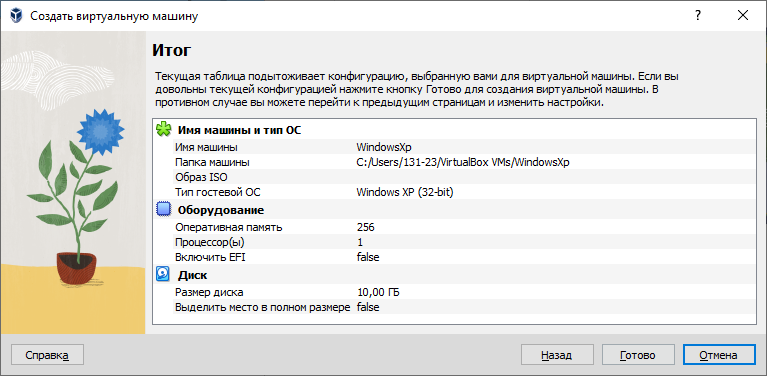 Создать виртуальную машину
Итог
Текущая таблица подытоживает конфигурацию, выбранную вами для виртуальной машины. Если вы
довольны текущей конфигурацией нажмите кнопку Готово для создания виртуальной машины. В
противном случае вы можете перейти к предыдущим страницам и изменить настройки.
Имя машины и тип ОС
Имя машины WindowsXp
Папка машины C:/Users/131-23/VirtualBox VMs/WindowsXp
Образ ISO
Тип гостевой ОС Windows XP (32-bit)
Оборудование
Оперативная память 256
Процессор(ы) 1
Включить EFI false
Диск
Размер диска 10,00 ГБ
Выделить место в полном размере false
Справка Назад Готово Отмена